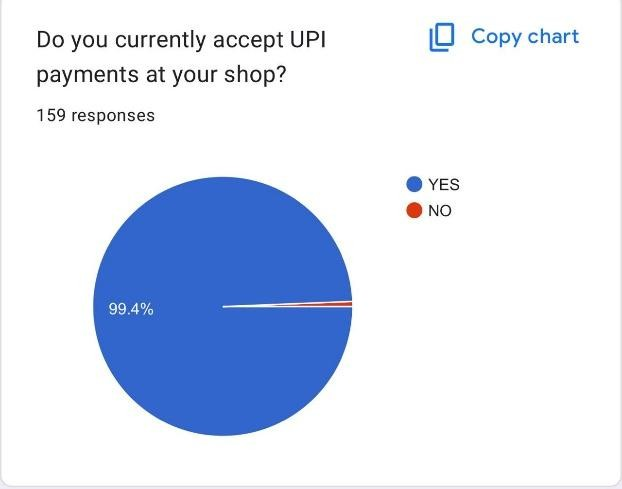 Do you currently accept UPI
payments at your shop?
Copy chart
159 responses
YES
NO
99.4%